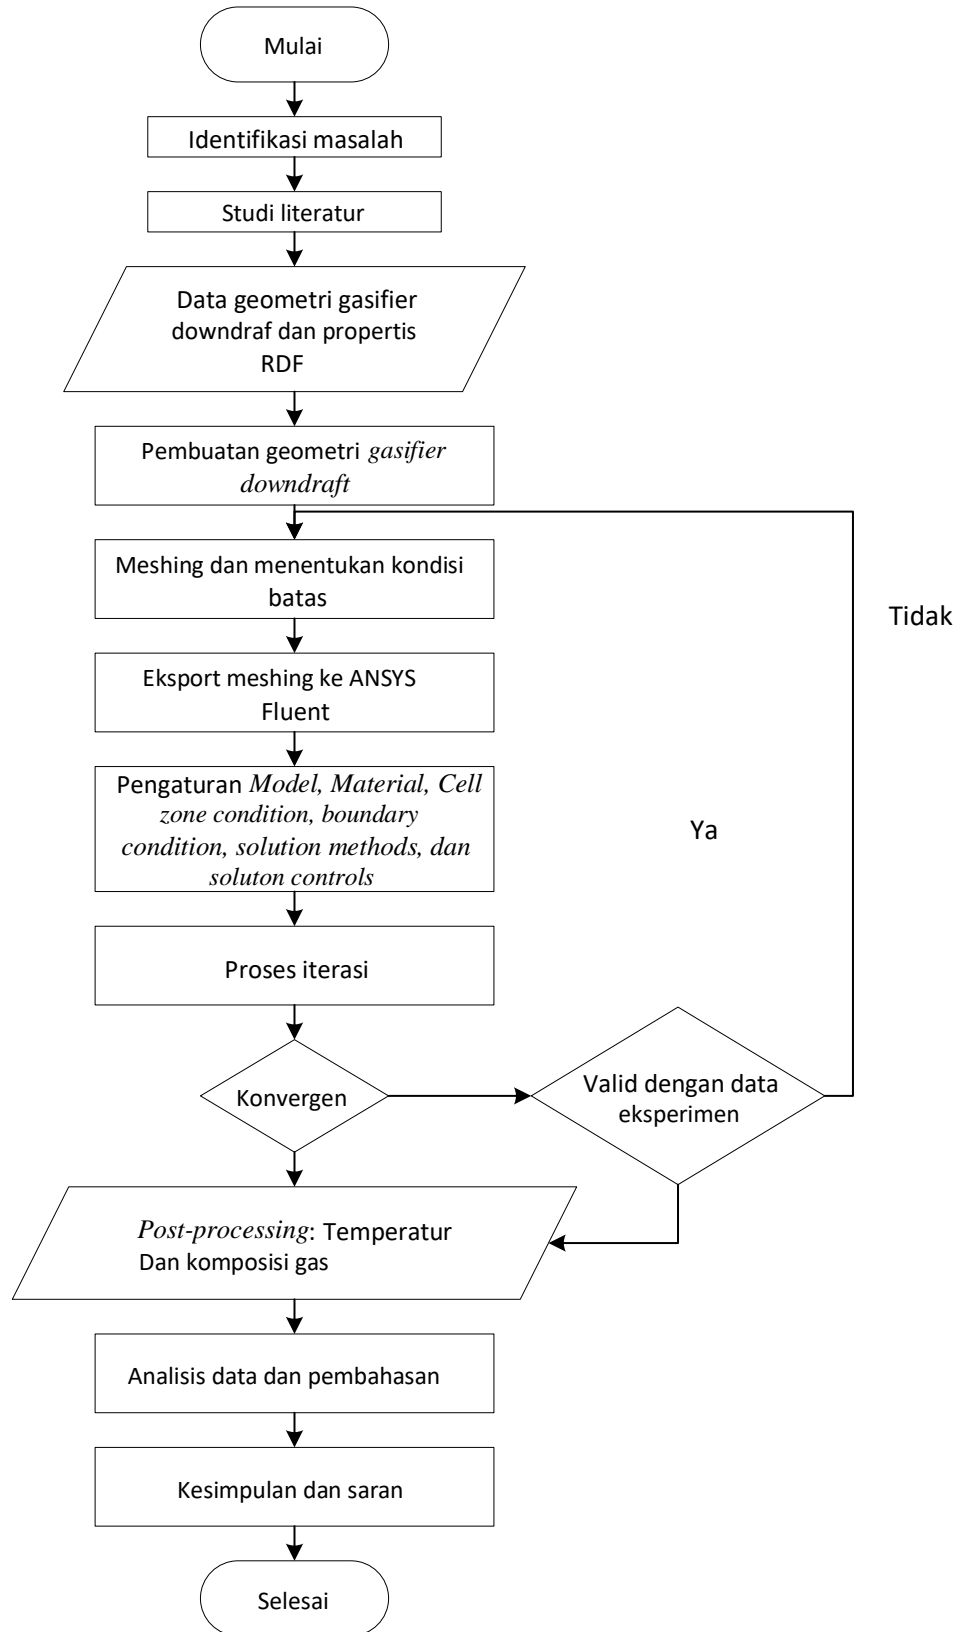 Mulai
Identifikasi masalah
Studi literatur
Data geometri gasifier
downdraf dan propertis
RDF
Pembuatan geometri gasifier
downdraft
Meshing dan menentukan kondisi
batas
Tidak
Eksport meshing ke ANSYS
Fluent
Pengaturan Model, Material, Cell
zone condition, boundary
condition, solution methods, dan
soluton controls
Ya
Proses iterasi
Konvergen
Valid dengan data
eksperimen
Post-processing: Temperatur
Dan komposisi gas
Analisis data dan pembahasan
Kesimpulan dan saran
Selesai